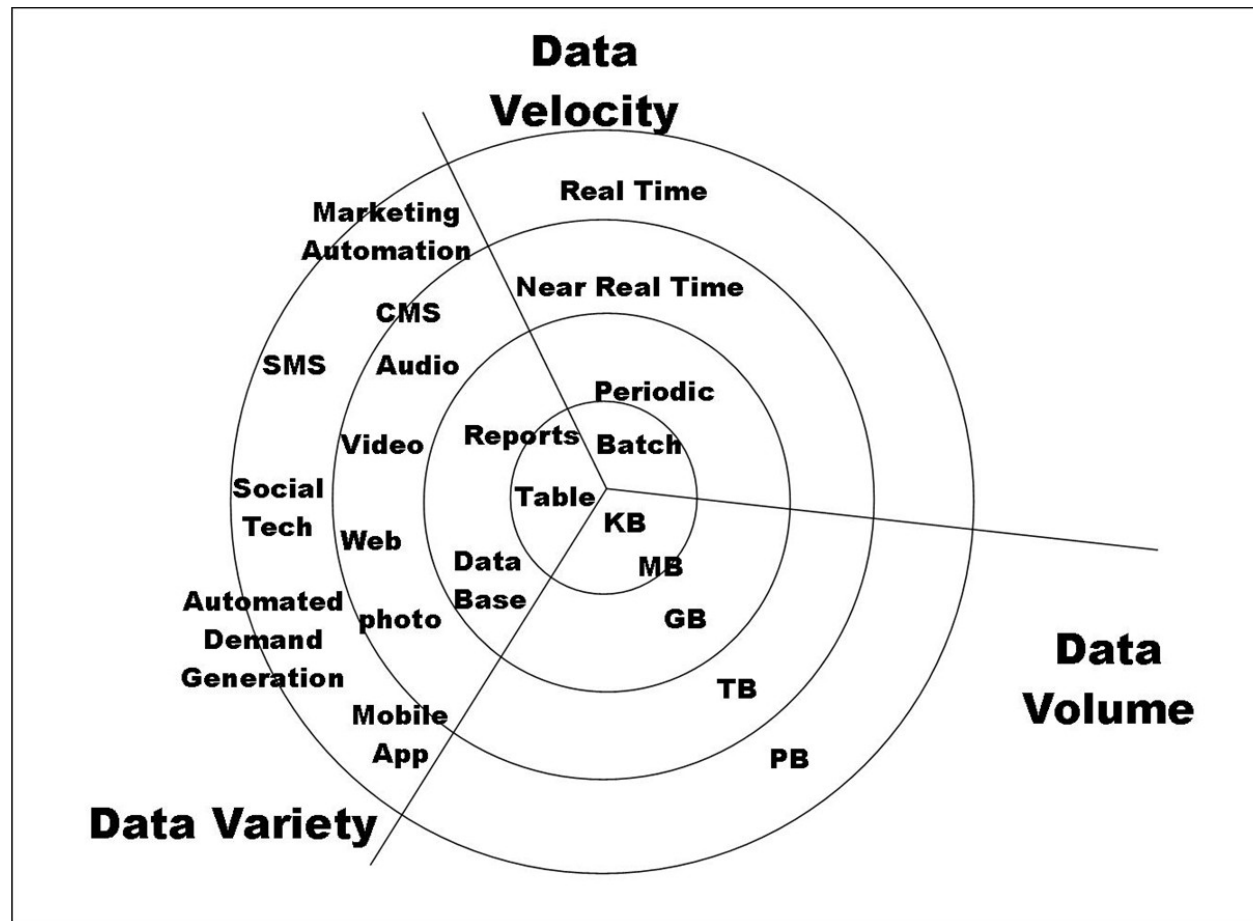 Data
Velocity
Real Time
Near Real Time
Periodic
Batch
Marketing
Automation
CMS
SMS
Audio
Video
Reports
Social
Tech
Table
Web
Data
Base
Automated
Demand
Generation
photo
Mobile
App
Data Variety
KB
MB
GB
TB
PB
Data
Volume